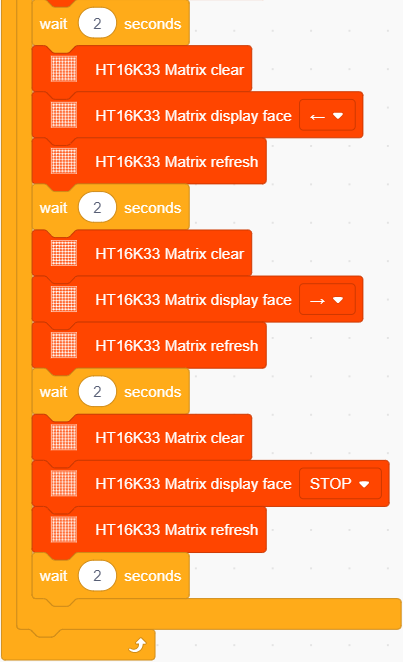 wait 2 seconds
HT16K33 Matrix clear
HT16K33 Matrix display face ←
HT16K33 Matrix refresh
wait 2 seconds
HT16K33 Matrix clear
HT16K33 Matrix display face →
HT16K33 Matrix refresh
wait 2 seconds
HT16K33 Matrix clear
HT16K33 Matrix display face STOP
HT16K33 Matrix refresh
wait 2 seconds